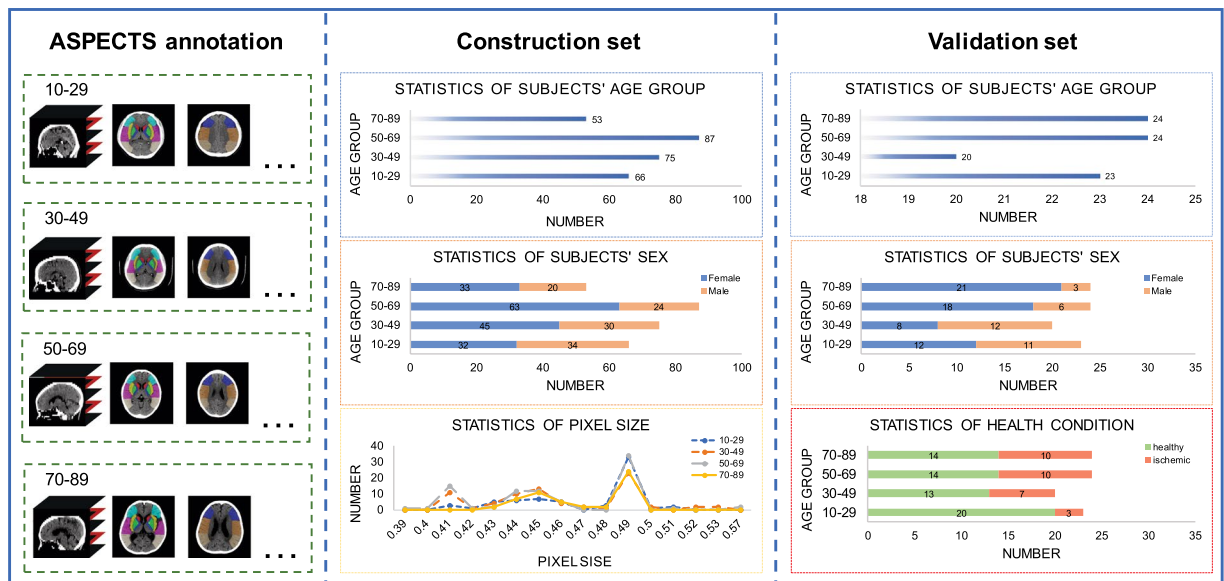 ASPECTS annotation
10-29
...
30-49
...
50-69
...
70-89
...
Construction set
STATISTICS OF SUBJECTS' AGE GROUP
AGE GROUP
70-89
50-69
30-49
10-29
53
87
75
66
0 20 40 60 80 100
NUMBER
STATISTICS OF SUBJECTS' SEX
Female
Male
AGE GROUP
70-89 33 20
50-69 63 24
30-49 45 30
10-29 32 34
0 20 40 60 80 100
NUMBER
STATISTICS OF PIXEL SIZE
10-29
30-49
50-69
70-89
NUMBER
40
30
20
10
0
0.39 0.4 0.41 0.42 0.43 0.44 0.45 0.46 0.47 0.48 0.49 0.5 0.51 0.52 0.53 0.57
PIXEL SISE
Validation set
STATISTICS OF SUBJECTS' AGE GROUP
AGE GROUP
70-89
50-69
30-49
10-29
24
24
20
23
18 19 20 21 22 23 24 25
NUMBER
STATISTICS OF SUBJECTS' SEX
Female
Male
AGE GROUP
70-89 21 3
50-69 18 6
30-49 8 12
10-29 12 11
0 5 10 15 20 25 30 35
NUMBER
STATISTICS OF HEALTH CONDITION
healthy
ischemic
AGE GROUP
70-89 14 10
50-69 14 10
30-49 13 7
10-29 20 3
0 5 10 15 20 25 30 35
NUMBER